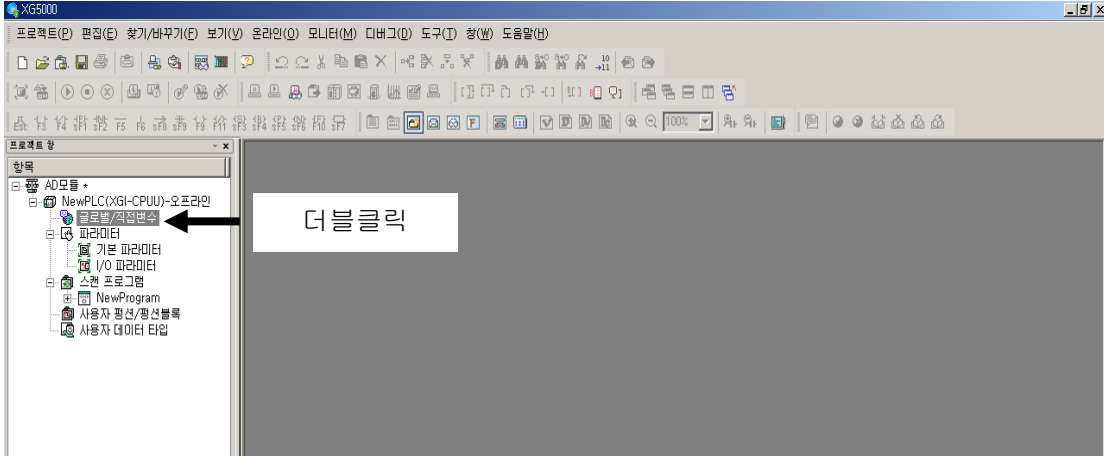 XG5000
프로젝트(P) 편집(E) 찾기/바꾸기(F) 보기(V) 온라인(O) 모니터(M) 디버그(D) 도구(T) 창(W) 도움말(H)
100%
프로젝트 창
항목
AD모듈 *
NewPLC(XGI-CPUU)-오프라인
글로벌/직접변수
더블클릭
파라미터
기본 파라미터
I/O 파라미터
스캔 프로그램
NewProgram
사용자 펑션/펑션블록
사용자 데이터 타입